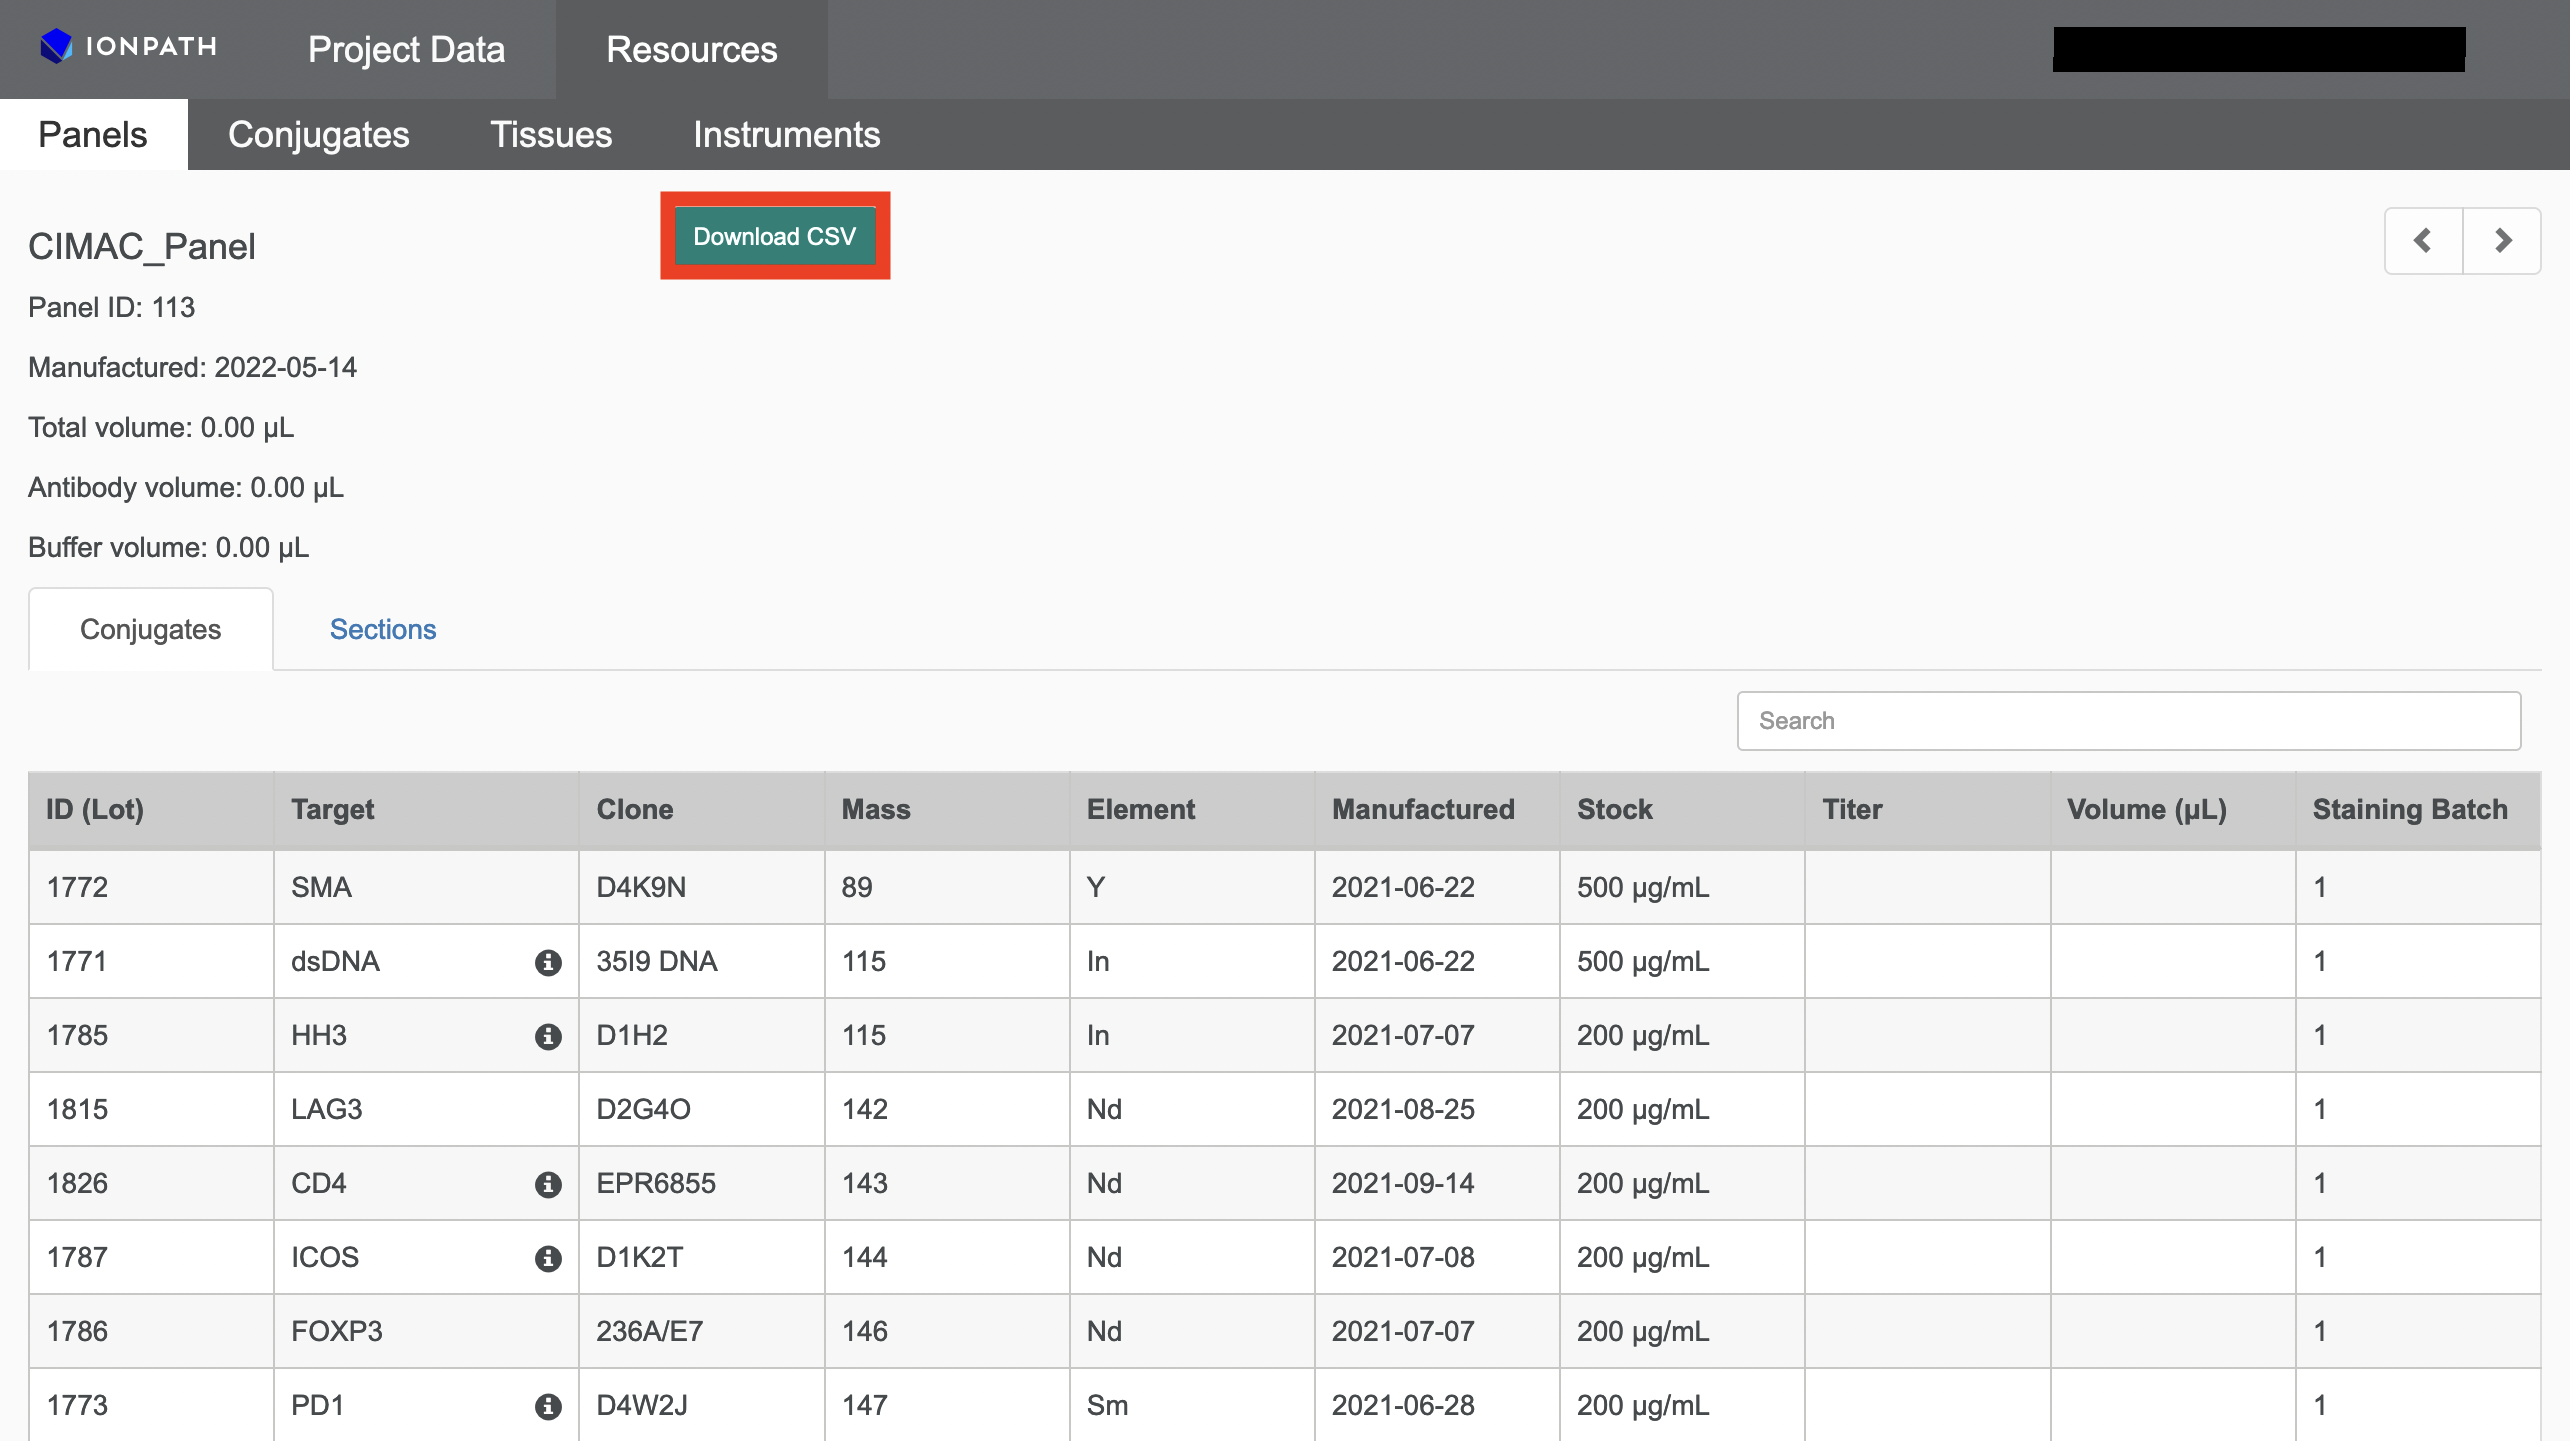 IONPATH Project Data Resources
Panels Conjugates Tissues Instruments
CIMAC_Panel Download CSV
Panel ID: 113
Manufactured: 2022-05-14
Total volume: 0.00 µL
Antibody volume: 0.00 µL
Buffer volume: 0.00 µL
Conjugates Sections
Search
ID (Lot) Target Clone Mass Element Manufactured Stock Titer Volume (µL) Staining Batch
1772 SMA D4K9N 89 Y 2021-06-22 500 µg/mL 1
1771 dsDNA 35I9 DNA 115 In 2021-06-22 500 µg/mL 1
1785 HH3 D1H2 115 In 2021-07-07 200 µg/mL 1
1815 LAG3 D2G4O 142 Nd 2021-08-25 200 µg/mL 1
1826 CD4 EPR6855 143 Nd 2021-09-14 200 µg/mL 1
1787 ICOS D1K2T 144 Nd 2021-07-08 200 µg/mL 1
1786 FOXP3 236A/E7 146 Nd 2021-07-07 200 µg/mL 1
1773 PD1 D4W2J 147 Sm 2021-06-28 200 µg/mL 1